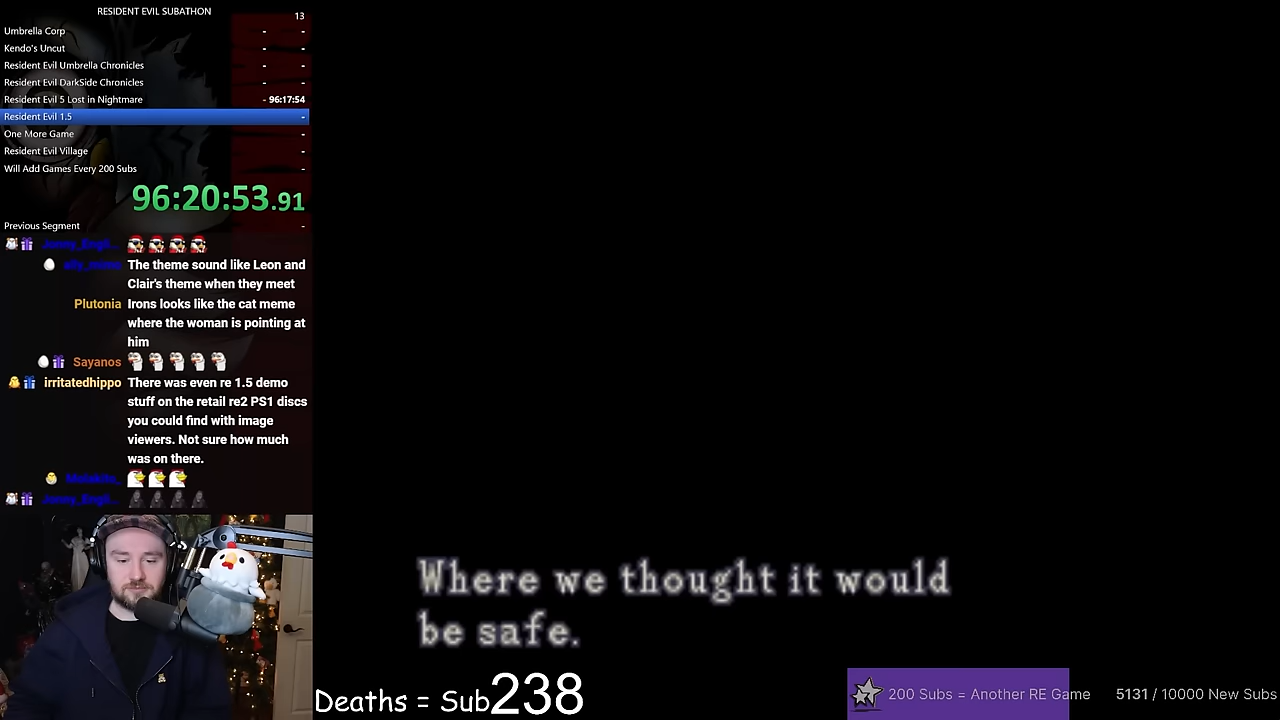 RESIDENT EVIL SUBATHON
13
Umbrella Corp - -
Kendo's Uncut - -
Resident Evil Umbrella Chronicles - -
Resident Evil DarkSide Chronicles - -
Resident Evil 5 Lost in Nightmare - 96:17:54
Resident Evil 1.5 -
One More Game -
Resident Evil Village -
Will Add Games Every 200 Subs -
96:20:53.91
Previous Segment -
The theme sound like Leon and
Clair's theme when they meet
Plutonia Irons looks like the cat meme
where the woman is pointing at
him
Sayanos
irritatedhippo There was even re 1.5 demo
stuff on the retail re2 PS1 discs
you could find with image
viewers. Not sure how much
was on there.
Where we thought it would
be safe.
Deaths = Sub 238
200 Subs = Another RE Game 5131 / 10000 New Subs